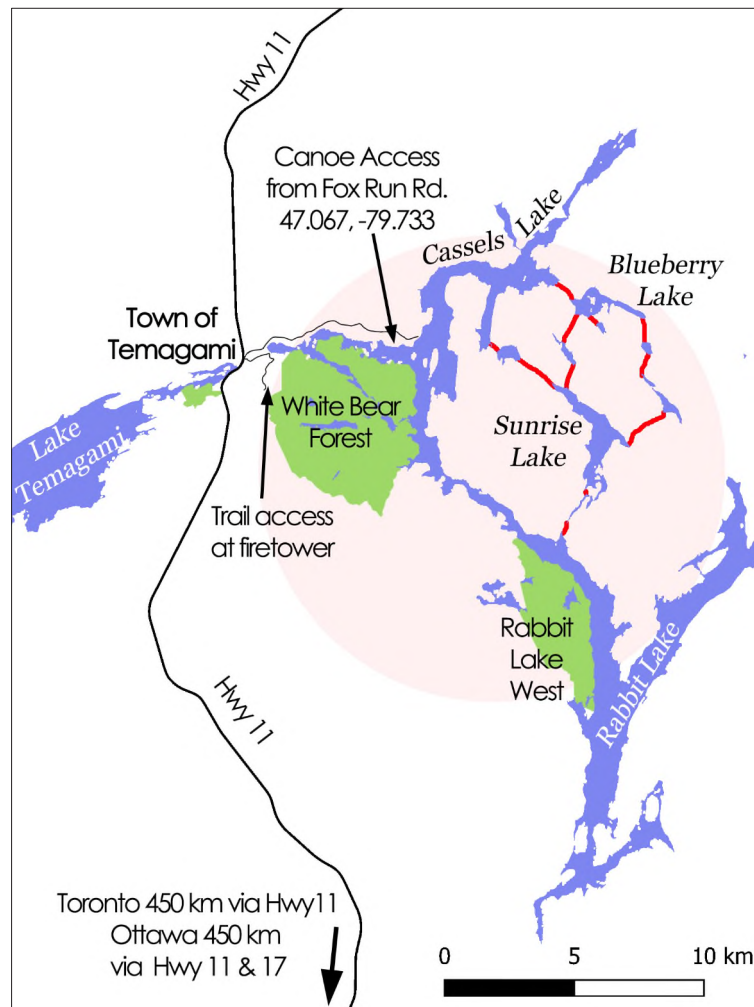 Hwy 11
Canoe Access
from Fox Run Rd.
47.067, -79.733
Cassels Lake
Blueberry
Lake
Town of
Temagami
White Bear
Forest
Sunrise
Lake
Lake
Temagami
Trail access
at firetower
Rabbit
Lake
West
Rabbit Lake
Hwy 11
Toronto 450 km via Hwy11
Ottawa 450 km
via Hwy 11 & 17
0 5 10 km